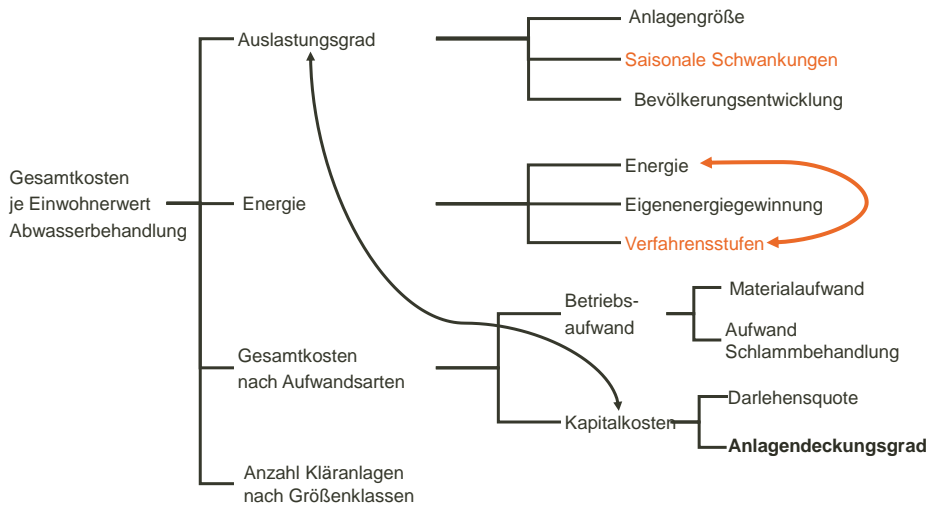 Gesamtkosten
je Einwohnerwert
Abwasserbehandlung
Auslastungsgrad
Anlagengröße
Saisonale Schwankungen
Bevölkerungsentwicklung
Energie
Energie
Eigenenergiegewinnung
Verfahrensstufen
Gesamtkosten
nach Aufwandsarten
Betriebs-
aufwand
Materialaufwand
Aufwand
Schlammbehandlung
Kapitalkosten
Darlehensquote
Anlagendeckungsgrad
Anzahl Kläranlagen
nach Größenklassen